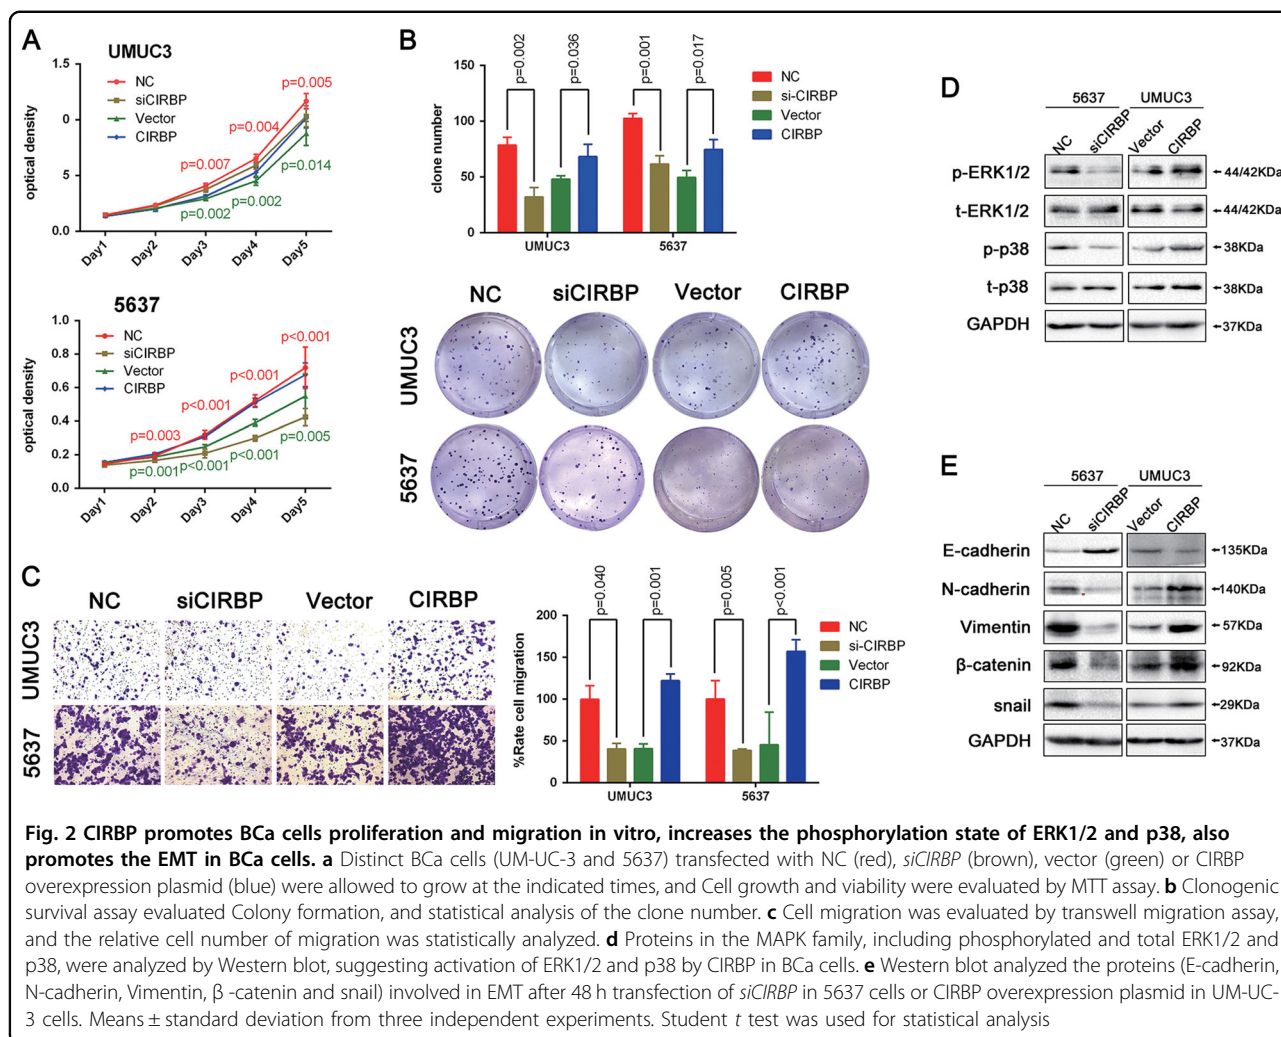 A
UMUC3
1.5
0
5
0.0
optical density
NC
siCIRBP
Vector
CIRBP
p=0.005
p=0.004
p=0.007
p=0.014
p=0.002
p=0.002
Day1
Day2
Day3
Day4
Day5
5637
1.0
0.8
0.6
0.4
0.2
0.0
optical density
NC
siCIRBP
Vector
CIRBP
p<0.001
p<0.001
p<0.001
p=0.003
p=0.005
p<0.001
p<0.001
p=0.001
Day1
Day2
Day3
Day4
Day5
B
p=0.002
p=0.036
p=0.001
p=0.017
150
100
50
0
clone number
NC
si-CIRBP
Vector
CIRBP
UMUC3
5637
NC
siCIRBP
Vector
CIRBP
UMUC3
5637
C
NC
siCIRBP
Vector
CIRBP
UMUC3
5637
p=0.040
p=0.001
p=0.005
p<0.001
200
150
100
50
0
%Rate cell migration
NC
si-CIRBP
Vector
CIRBP
UMUC3
5637
D
5637
UMUC3
NC
siCIRBP
Vector
CIRBP
p-ERK1/2
44/42KDa
t-ERK1/2
44/42KDa
p-p38
38KDa
t-p38
38KDa
GAPDH
37KDa
E
5637
UMUC3
NC
siCIRBP
Vector
CIRBP
E-cadherin
135KDa
N-cadherin
140KDa
Vimentin
57KDa
β-catenin
92KDa
snail
29KDa
GAPDH
37KDa
Fig. 2 CIRBP promotes BCa cells proliferation and migration in vitro, increases the phosphorylation state of ERK1/2 and p38, also
promotes the EMT in BCa cells. a Distinct BCa cells (UM-UC-3 and 5637) transfected with NC (red), siCIRBP (brown), vector (green) or CIRBP
overexpression plasmid (blue) were allowed to grow at the indicated times, and Cell growth and viability were evaluated by MTT assay. b Clonogenic
survival assay evaluated Colony formation, and statistical analysis of the clone number. c Cell migration was evaluated by transwell migration assay,
and the relative cell number of migration was statistically analyzed. d Proteins in the MAPK family, including phosphorylated and total ERK1/2 and
p38, were analyzed by Western blot, suggesting activation of ERK1/2 and p38 by CIRBP in BCa cells. e Western blot analyzed the proteins (E-cadherin,
N-cadherin, Vimentin, β -catenin and snail) involved in EMT after 48 h transfection of siCIRBP in 5637 cells or CIRBP overexpression plasmid in UM-UC-
3 cells. Means ± standard deviation from three independent experiments. Student t test was used for statistical analysis